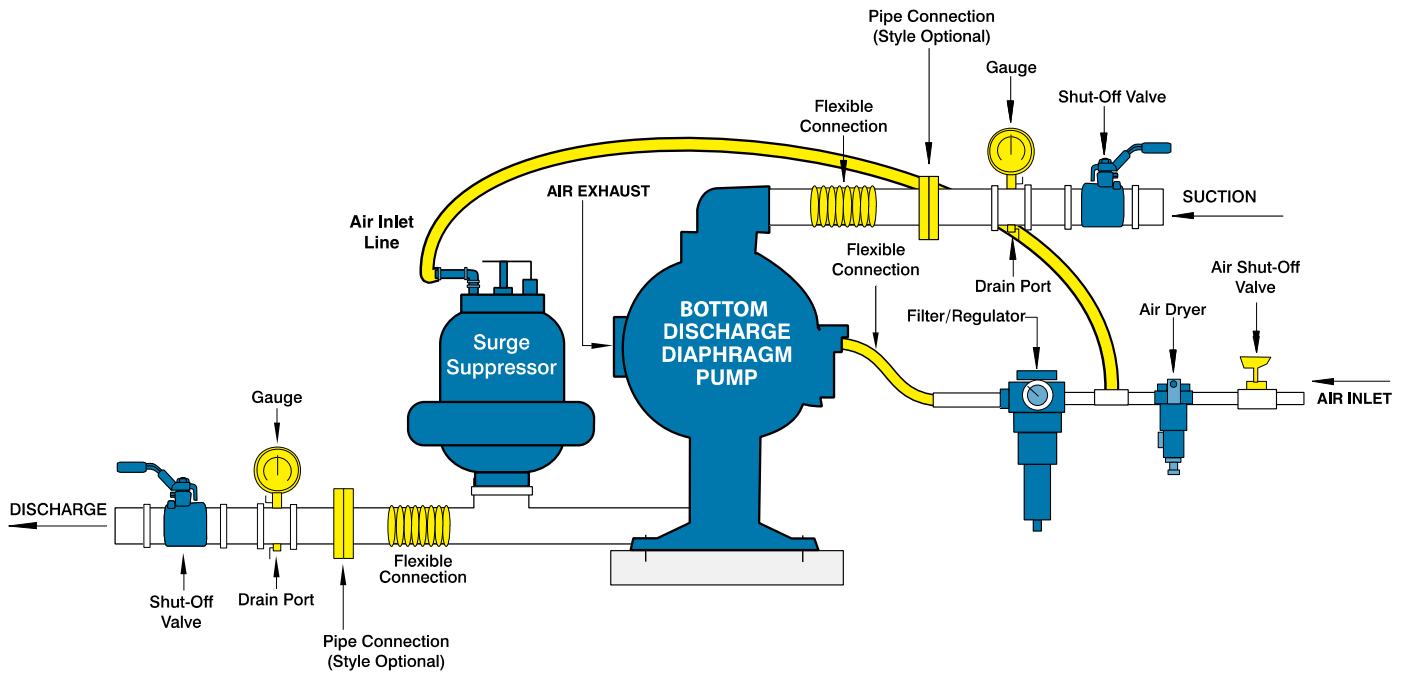 Pipe Connection
(Style Optional)
Gauge
Shut-Off Valve
Flexible
Connection
AIR EXHAUST
SUCTION
Air Inlet
Line
Flexible
Connection
Drain Port
Air Shut-Off
Valve
Filter/Regulator
Air Dryer
BOTTOM
DISCHARGE
DIAPHRAGM
PUMP
Surge
Suppressor
AIR INLET
Gauge
DISCHARGE
Flexible
Connection
Shut-Off
Valve
Drain Port
Pipe Connection
(Style Optional)